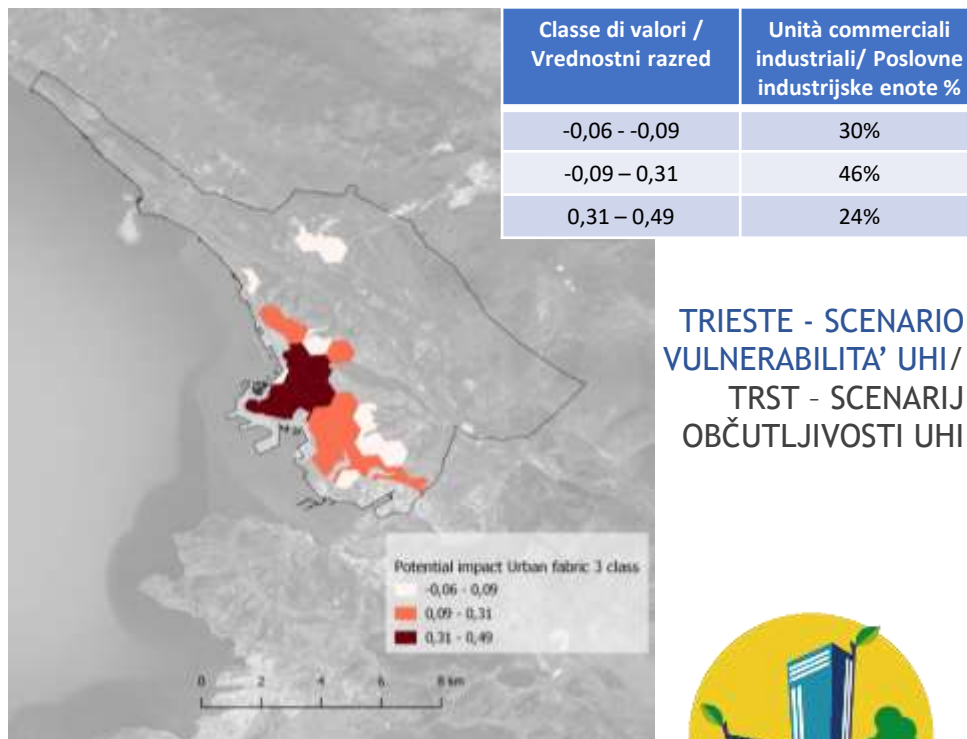 Classe di valori /
Vrednostni razred
Unità commerciali
industriali/ Poslovne
industrijske enote %
-0,06 - -0,09
30%
-0,09 – 0,31
46%
0,31 – 0,49
24%
TRIESTE - SCENARIO
VULNERABILITA’ UHI/
TRST – SCENARIJ
OBČUTLJIVOSTI UHI
Potential impact Urban fabric 3 class
-0,06 - 0,09
0,09 - 0,31
0,31 - 0,49
0 2 4 6 8 km